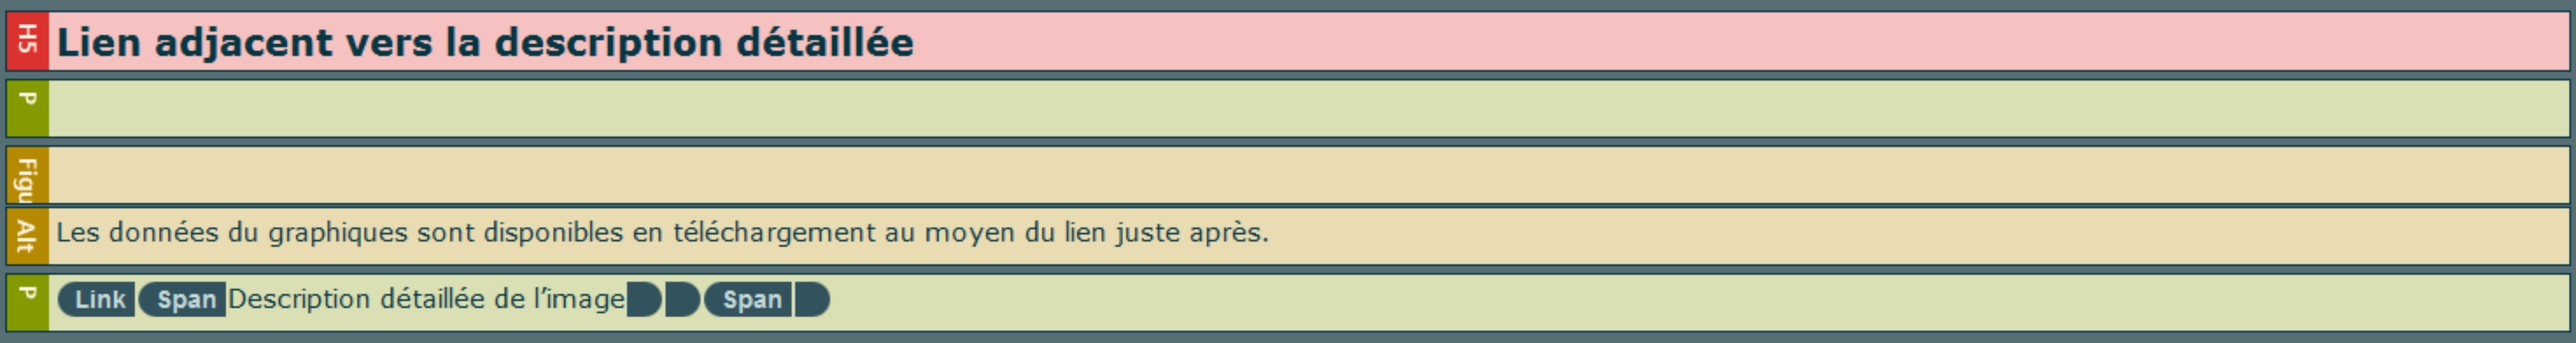 H5 Lien adjacent vers la description détaillée
P
Figu
Alt Les données du graphiques sont disponibles en téléchargement au moyen du lien juste après.
P Link Span Description détaillée de l’image Span